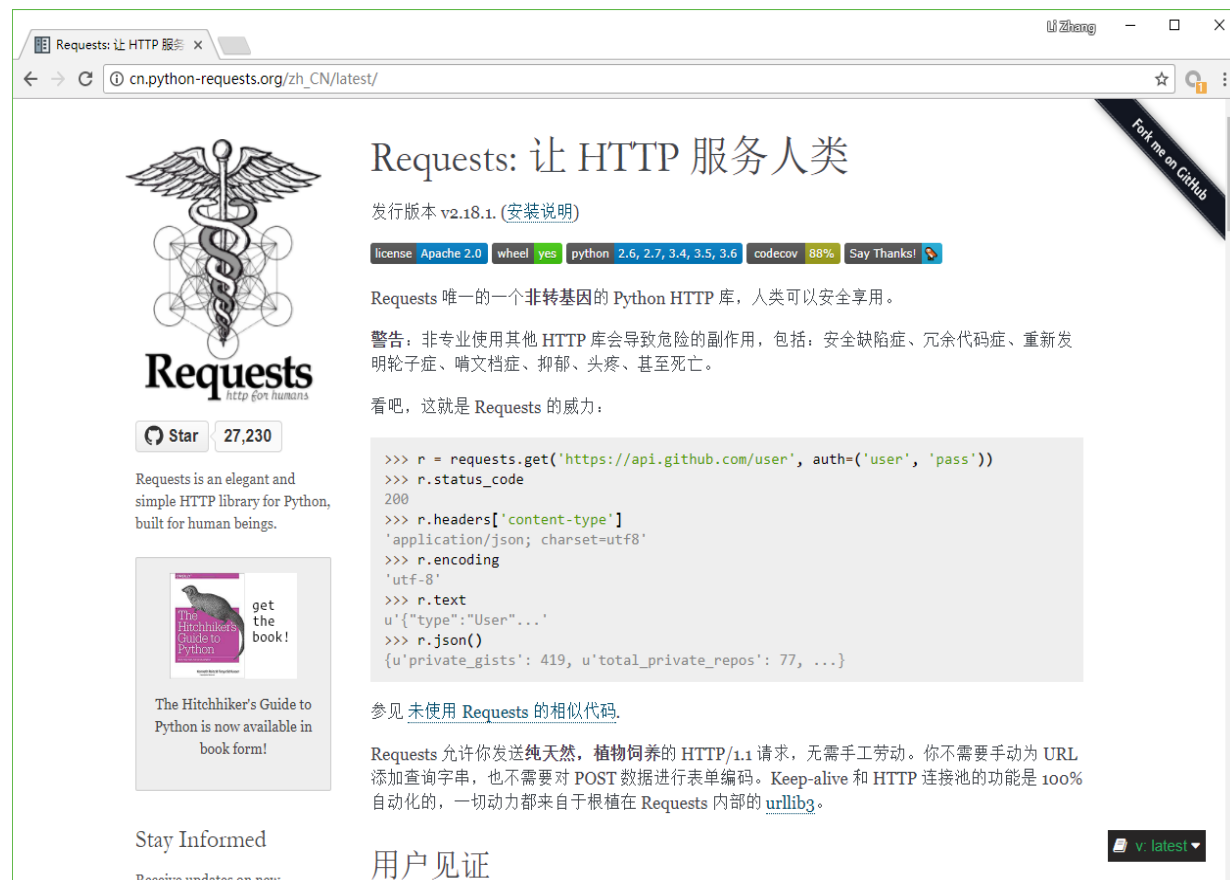 Li Zhang
Requests: 让 HTTP 服务
cn.python-requests.org/zh_CN/latest/
1
Fork me on GitHub
Requests
http for humans
Star 27,230
Requests is an elegant and
simple HTTP library for Python,
built for human beings.
The
Hitchhiker's
Guide to
Python
get
the
book!
The Hitchhiker's Guide to
Python is now available in
book form!
Stay Informed
Receive updates on new
Requests: 让 HTTP 服务人类
发行版本 v2.18.1. (安装说明)
license Apache 2.0 wheel yes python 2.6, 2.7, 3.4, 3.5, 3.6 codecov 88% Say Thanks!
Requests 唯一的一个非转基因的 Python HTTP 库，人类可以安全享用。
警告：非专业使用其他 HTTP 库会导致危险的副作用，包括：安全缺陷症、冗余代码症、重新发
明轮子症、啃文档症、抑郁、头疼、甚至死亡。
看吧，这就是 Requests 的威力：
>>> r = requests.get('https://api.github.com/user', auth=('user', 'pass'))
>>> r.status_code
200
>>> r.headers['content-type']
'application/json; charset=utf8'
>>> r.encoding
'utf-8'
>>> r.text
u'{"type":"User"...'
>>> r.json()
{u'private_gists': 419, u'total_private_repos': 77, ...}
参见 未使用 Requests 的相似代码.
Requests 允许你发送纯天然，植物饲养的 HTTP/1.1 请求，无需手工劳动。你不需要手动为 URL
添加查询字串，也不需要对 POST 数据进行表单编码。Keep-alive 和 HTTP 连接池的功能是 100%
自动化的，一切动力都来自于根植在 Requests 内部的 urllib3。
用户见证
v: latest